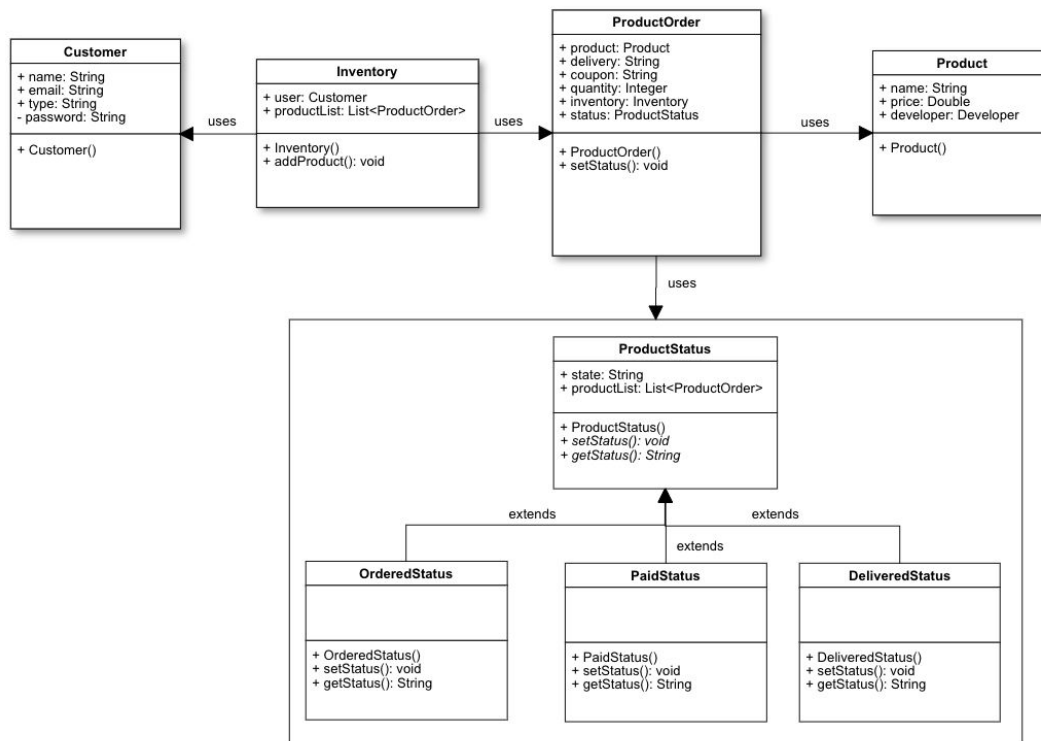 Customer
+ name: String
+ email: String
+ type: String
- password: String
+ Customer()
uses
Inventory
+ user: Customer
+ productList: List<ProductOrder>
+ Inventory()
+ addProduct(): void
uses
ProductOrder
+ product: Product
+ delivery: String
+ coupon: String
+ quantity: Integer
+ inventory: Inventory
+ status: ProductStatus
+ ProductOrder()
+ setStatus(): void
uses
Product
+ name: String
+ price: Double
+ developer: Developer
+ Product()
uses
ProductStatus
+ state: String
+ productList: List<ProductOrder>
+ ProductStatus()
+ setStatus(): void
+ getStatus(): String
extends
extends
extends
OrderedStatus
+ OrderedStatus()
+ setStatus(): void
+ getStatus(): String
PaidStatus
+ PaidStatus()
+ setStatus(): void
+ getStatus(): String
DeliveredStatus
+ DeliveredStatus()
+ setStatus(): void
+ getStatus(): String